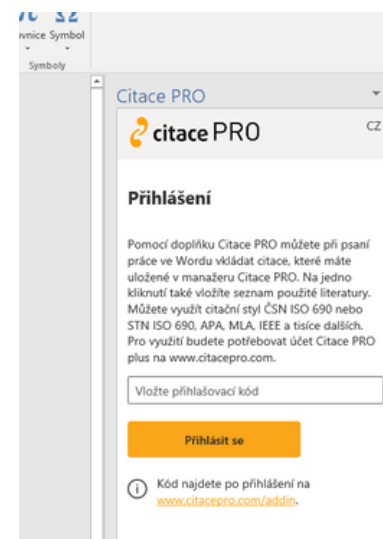 Symbol
Symboly
Citace PRO
citace PRO
CZ
Přihlášení
Pomocí doplňku Citace PRO můžete při psaní
práce ve Wordu vkládat citace, které máte
uložené v manažeru Citace PRO. Na jedno
kliknutí také vložíte seznam použité literatury.
Můžete využít citační styl ČSN ISO 690 nebo
STN ISO 690, APA, MLA, IEEE a tisíce dalších.
Pro využití budete potřebovat účet Citace PRO
plus na www.citacepro.com.
Vložte přihlašovací kód
Přihlásit se
Kód najdete po přihlášení na
www.citacepro.com/addin.